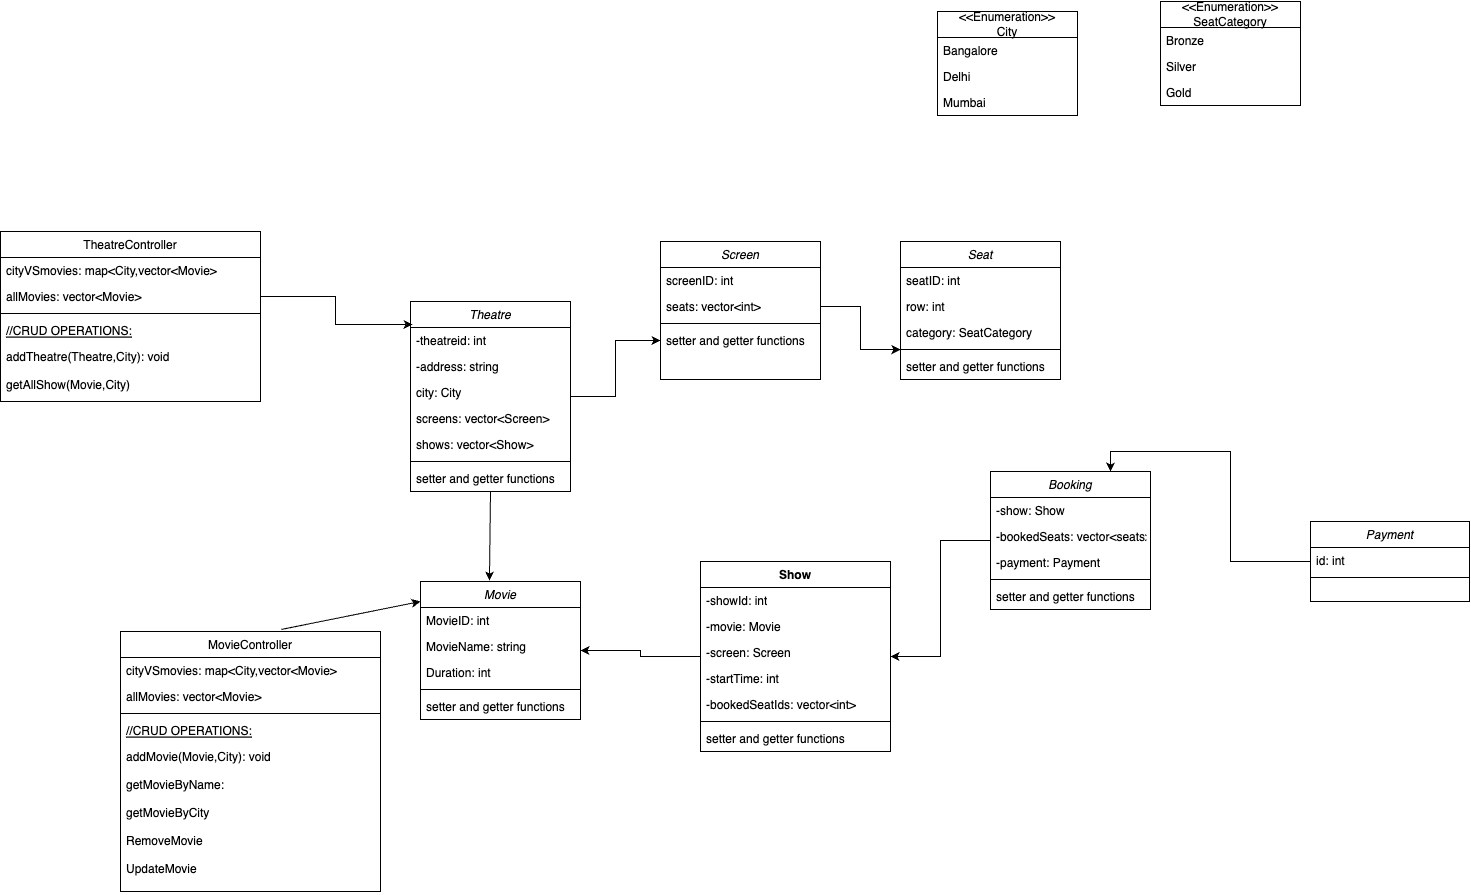 <<Enumeration>>
City
Bangalore
Delhi
Mumbai
<<Enumeration>>
SeatCategory
Bronze
Silver
Gold
TheatreController
cityVSmovies: map<City,vector<Movie>
allMovies: vector<Movie>
//CRUD OPERATIONS:
addTheatre(Theatre,City): void
getAllShow(Movie,City)
Theatre
-theatreid: int
-address: string
city: City
screens: vector<Screen>
shows: vector<Show>
setter and getter functions
Screen
screenID: int
seats: vector<int>
setter and getter functions
Seat
seatID: int
row: int
category: SeatCategory
setter and getter functions
Booking
-show: Show
-bookedSeats: vector<seats:
-payment: Payment
setter and getter functions
Payment
id: int
Show
-showId: int
-movie: Movie
-screen: Screen
-startTime: int
-bookedSeatIds: vector<int>
setter and getter functions
Movie
MovieID: int
MovieName: string
Duration: int
setter and getter functions
MovieController
cityVSmovies: map<City,vector<Movie>
allMovies: vector<Movie>
//CRUD OPERATIONS:
addMovie(Movie,City): void
getMovieByName:
getMovieByCity
RemoveMovie
UpdateMovie